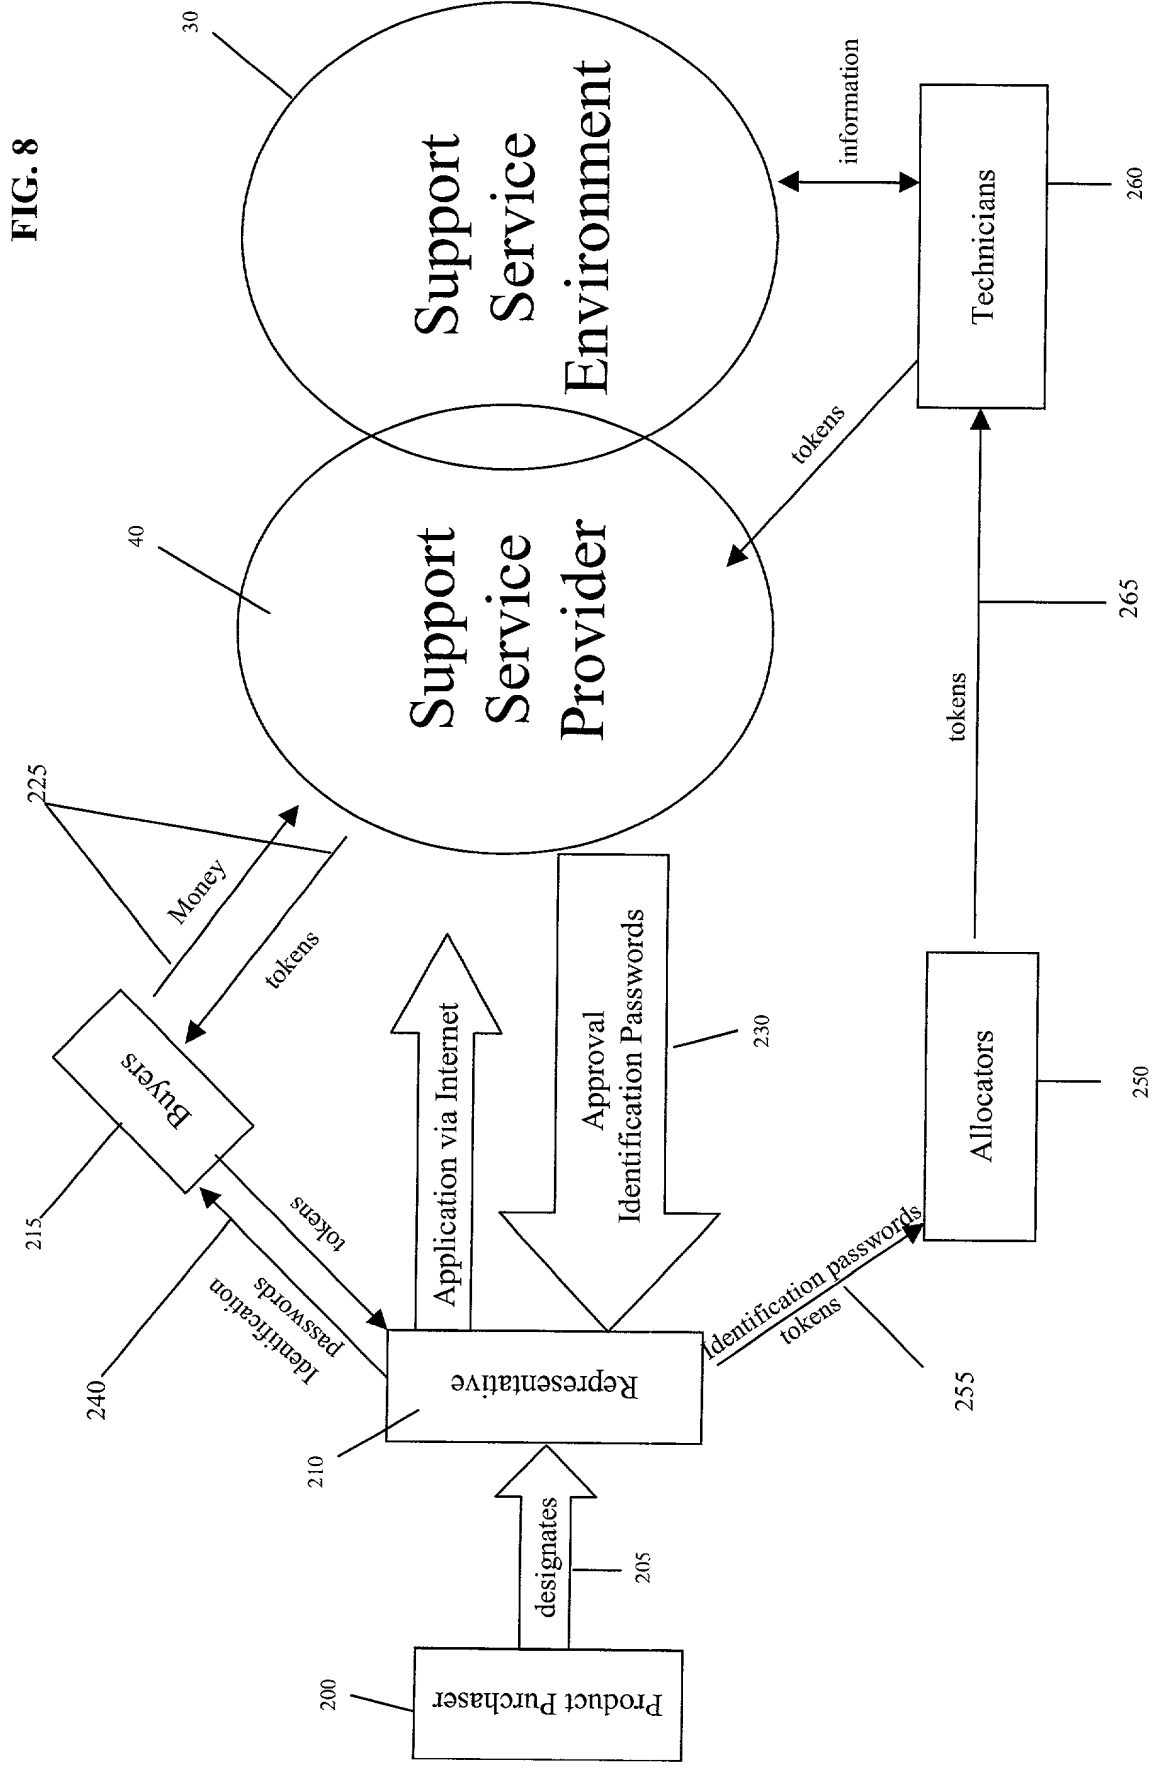 FIG. 8
215
Buyers
225
Money
tokens
240
Identification
passwords
tokens
40
30
Support
Service
Provider
Support
Service
Environment
200
Product Purchaser
designates
205
210
Representative
Application via Internet
Approval
Identification Passwords
230
Identification passwords
tokens
255
Allocators
250
tokens
265
tokens
Technicians
260
information